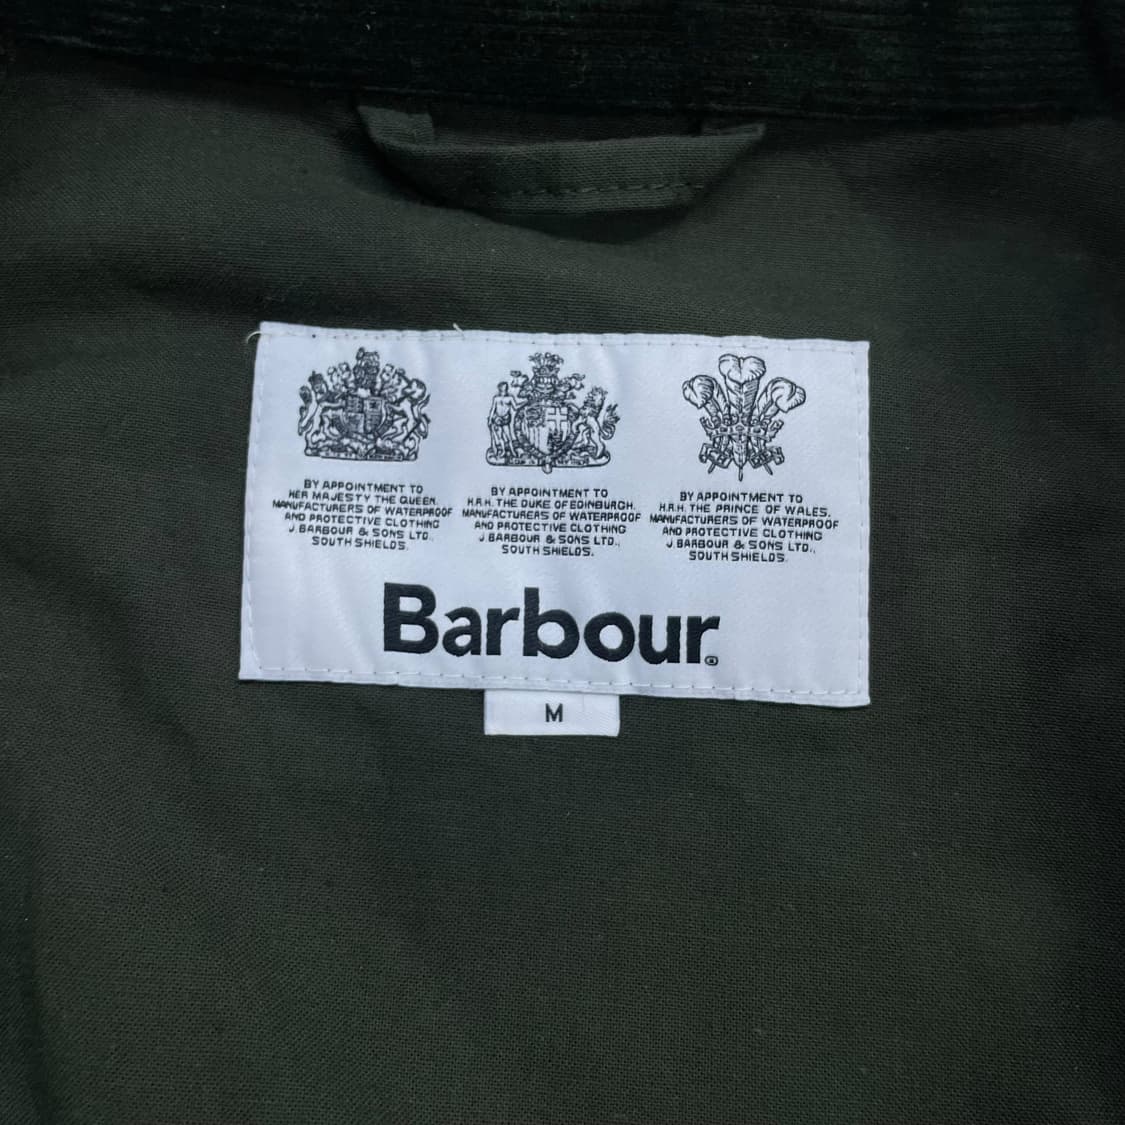 BY APPOINTMENT TO
HER MAJESTY THE QUEEN.
MANUFACTURERS OF WATERPROOF
AND PROTECTIVE CLOTHING
J. BARBOUR & SONS LTD.,
SOUTH SHIELDS.
BY APPOINTMENT TO
H.R.H. THE DUKE OF EDINBURGH.
MANUFACTURERS OF WATERPROOF
AND PROTECTIVE CLOTHING
J. BARBOUR & SONS LTD.,
SOUTH SHIELDS.
BY APPOINTMENT TO
H.R.H. THE PRINCE OF WALES.
MANUFACTURERS OF WATERPROOF
AND PROTECTIVE CLOTHING
J. BARBOUR & SONS LTD.,
SOUTH SHIELDS.
Barbour®
M